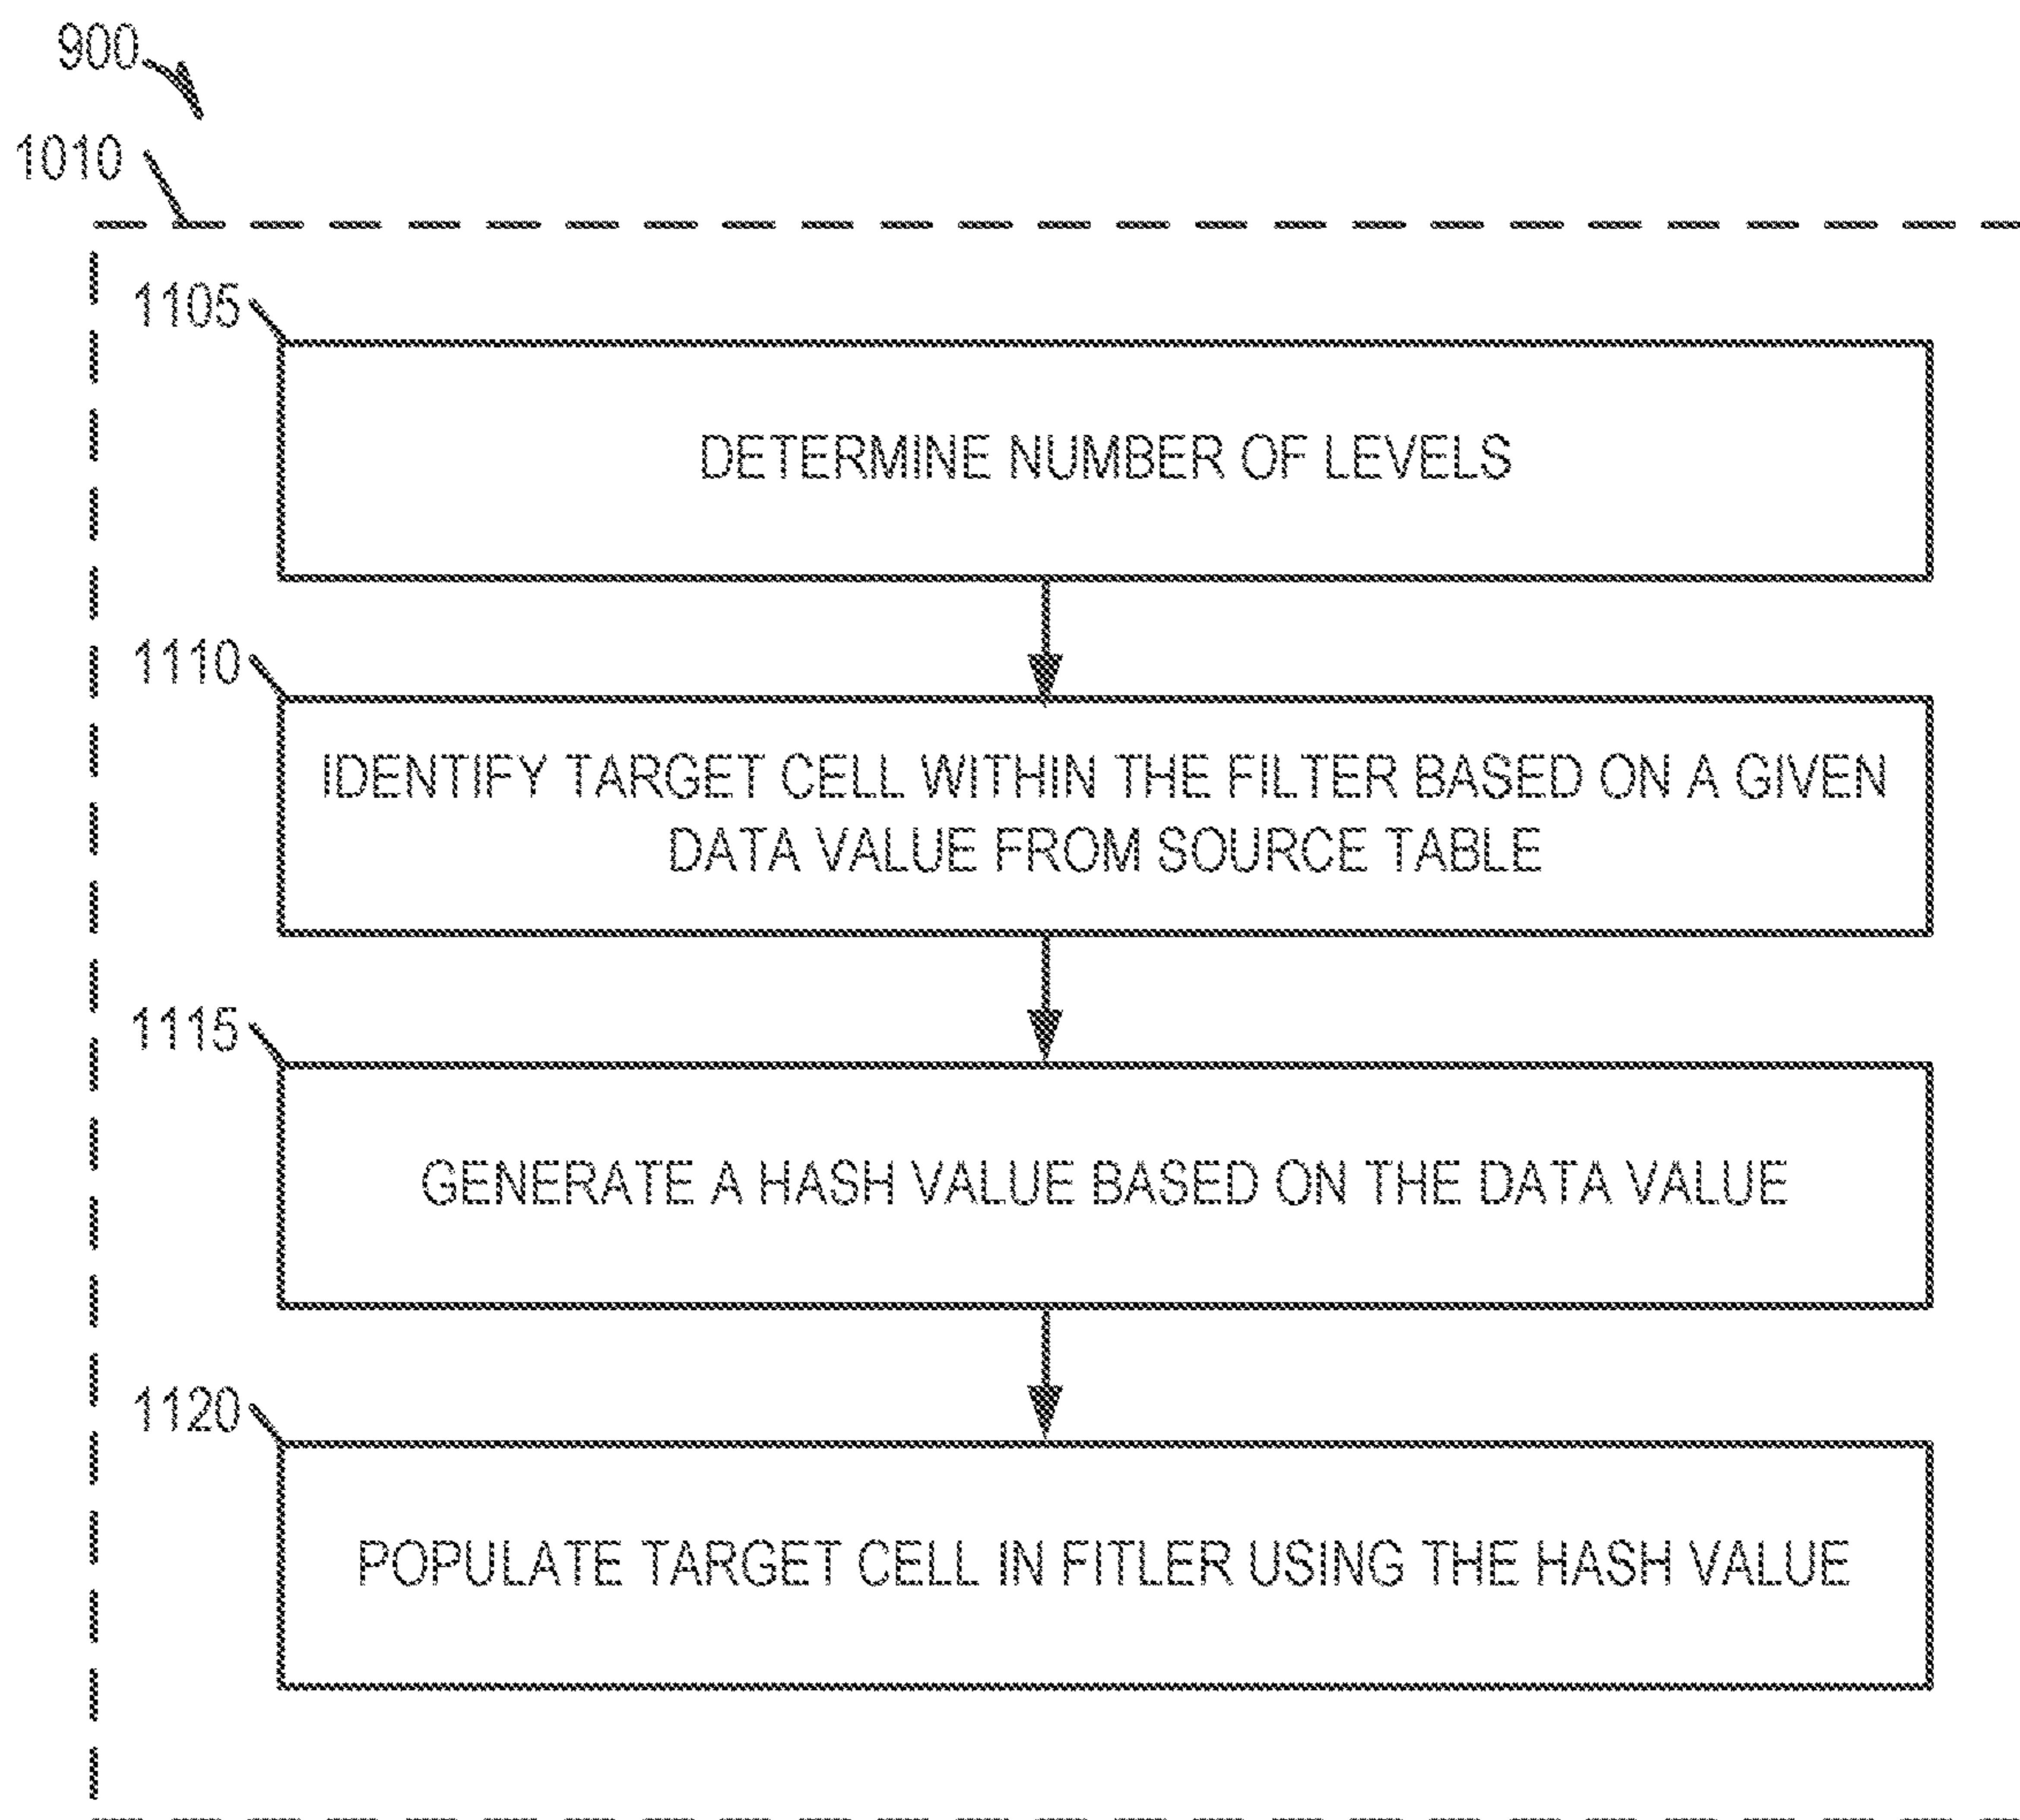 900
1010
1105
DETERMINE NUMBER OF LEVELS
1110
IDENTIFY TARGET CELL WITHIN THE FILTER BASED ON A GIVEN
DATA VALUE FROM SOURCE TABLE
1115
GENERATE A HASH VALUE BASED ON THE DATA VALUE
1120
POPULATE TARGET CELL IN FITLER USING THE HASH VALUE